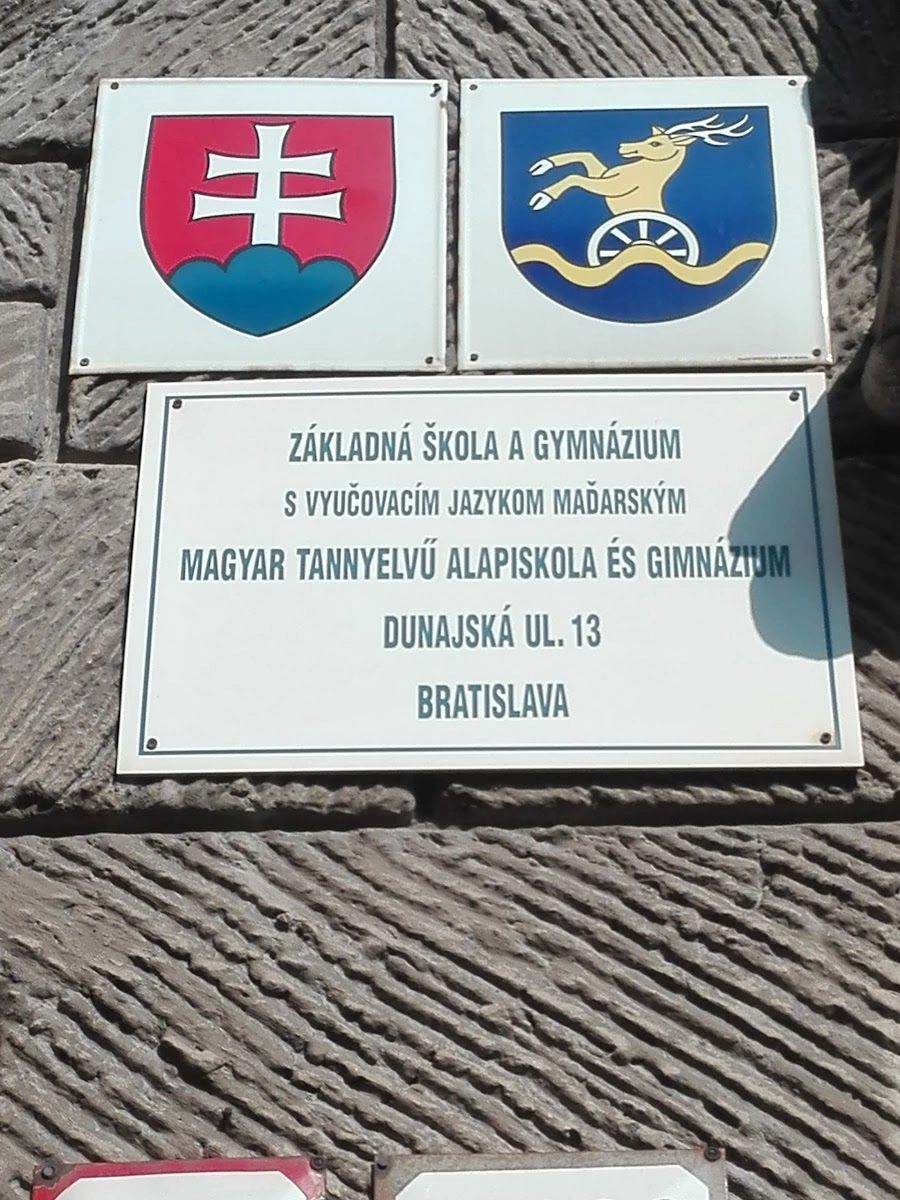 ZÁKLADNÁ ŠKOLA A GYMNÁZIUM
S VYUČOVACÍM JAZYKOM MAĎARSKÝM
MAGYAR TANNYELVŰ ALAPISKOLA ÉS GIMNÁZIUM
DUNAJSKÁ UL. 13
BRATISLAVA